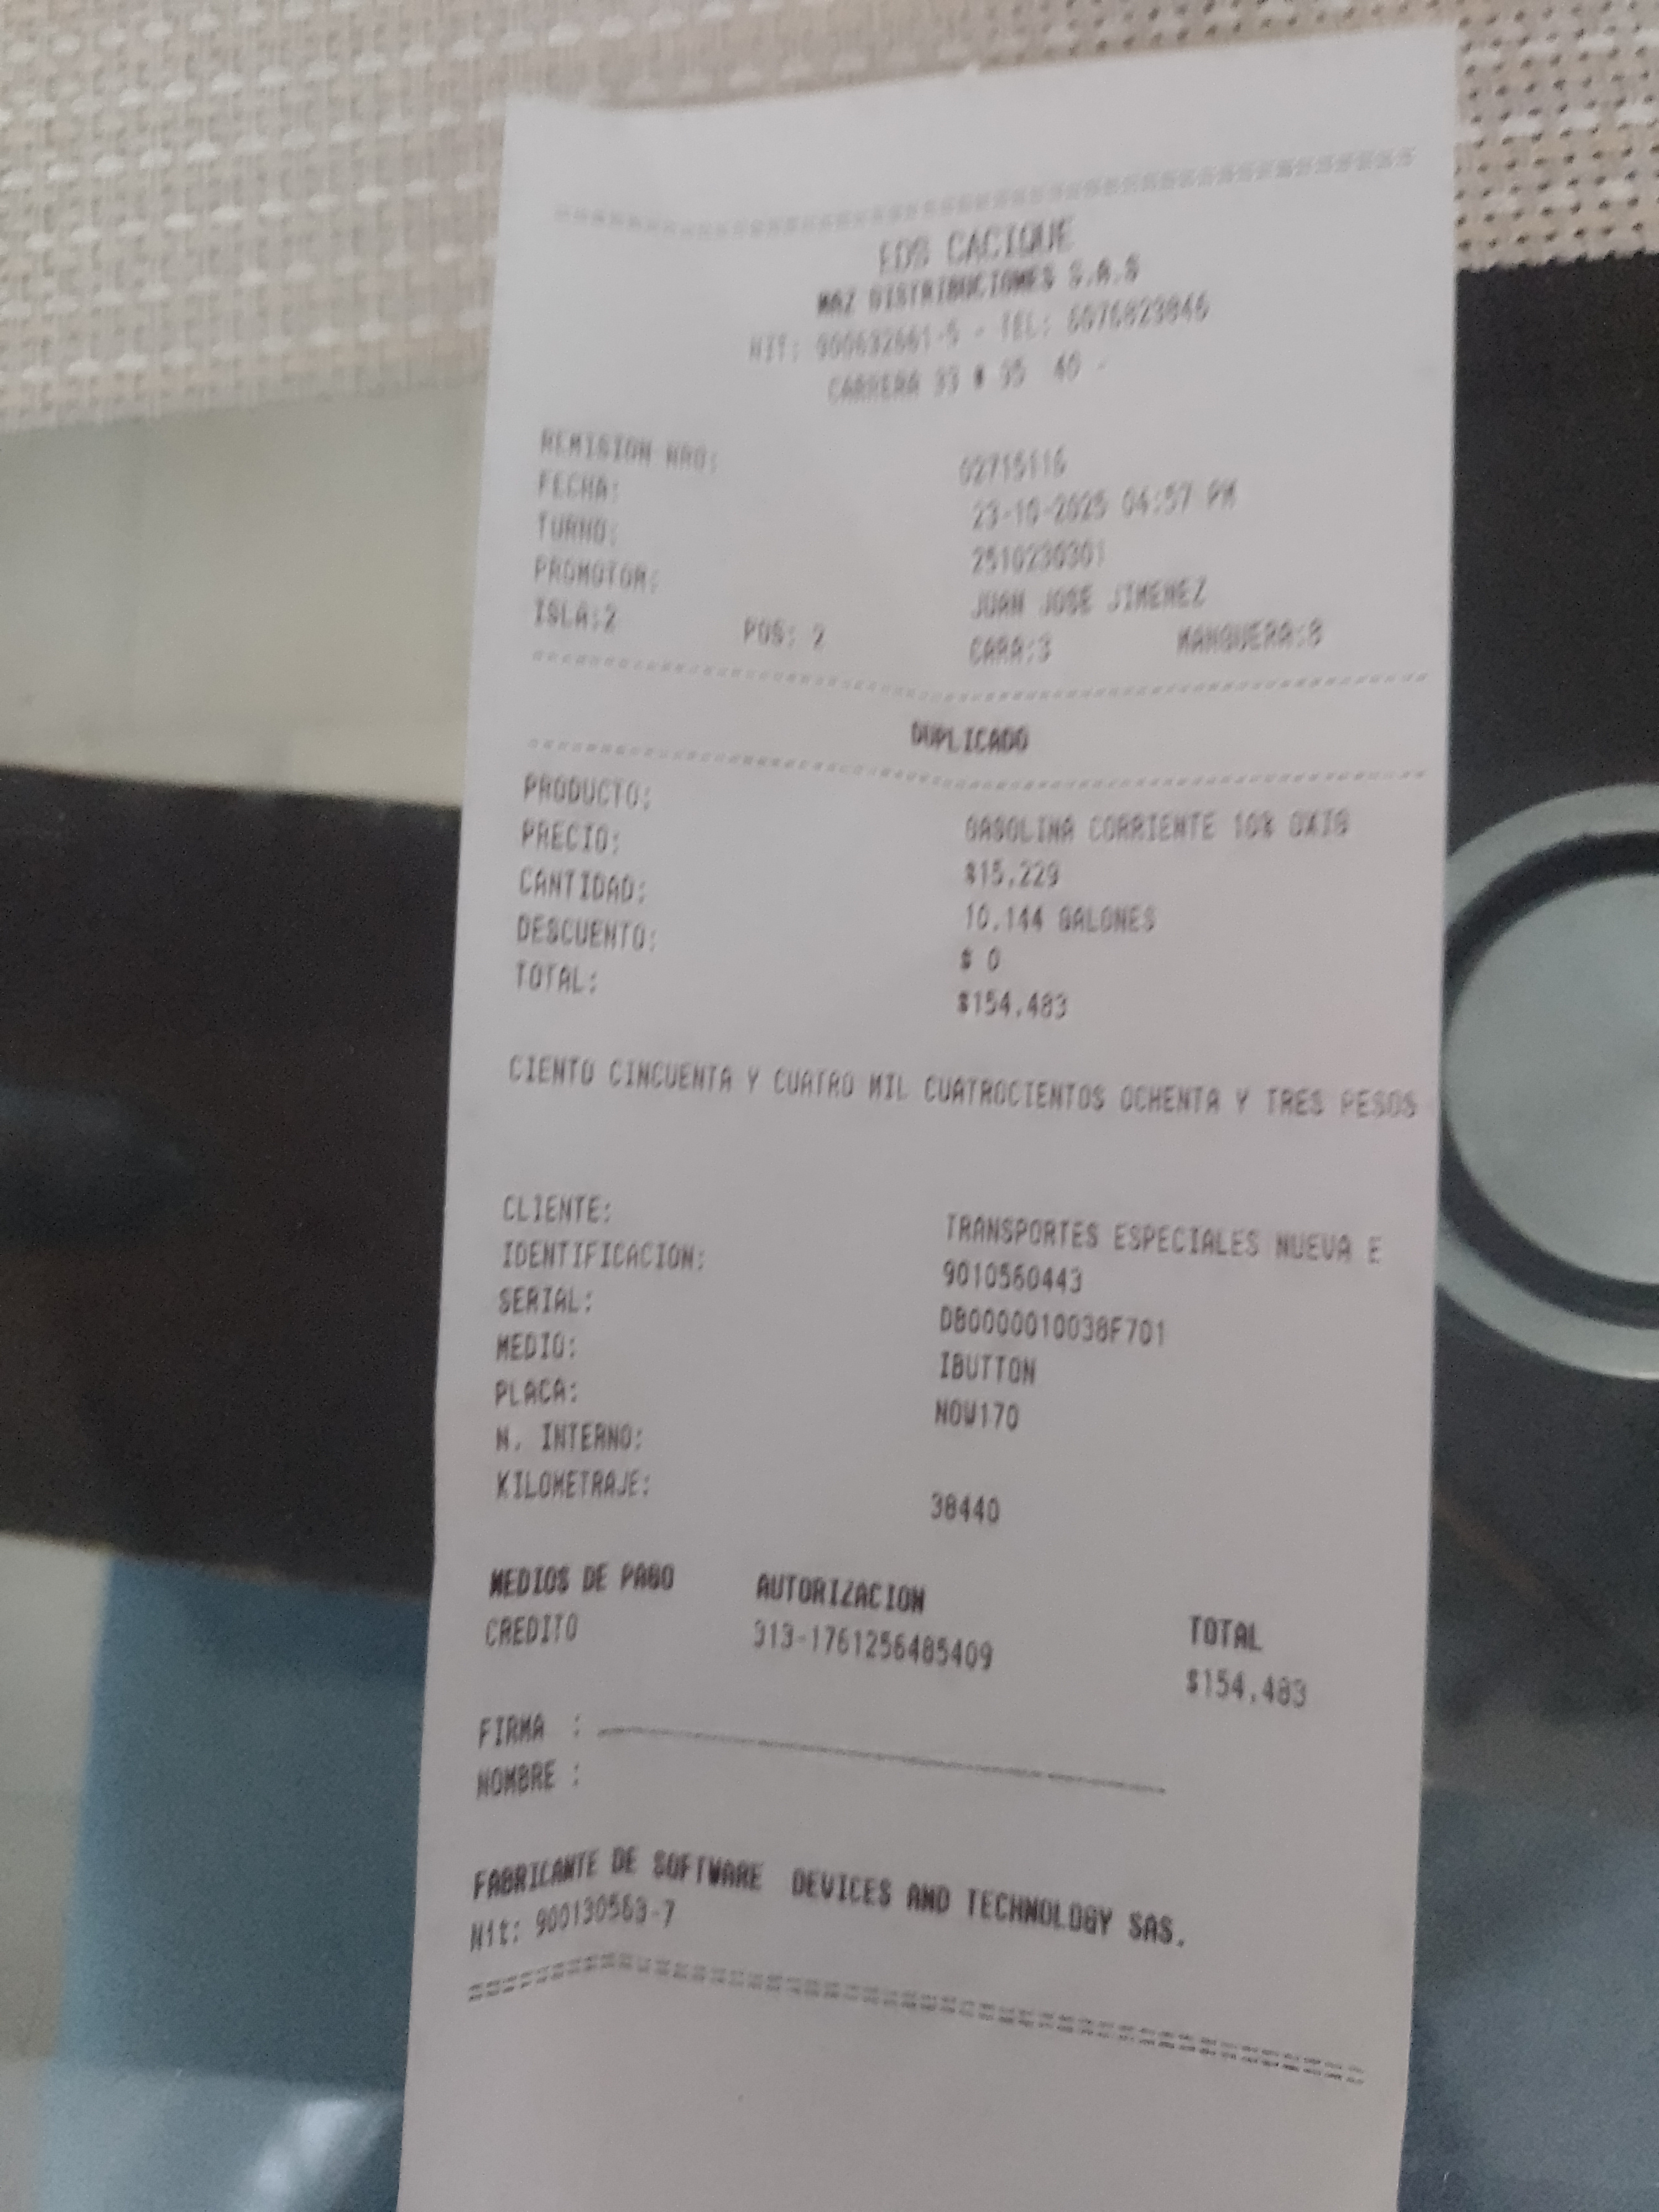 EDS CACIQUE
MAZ DISTRIBUCIONES S.A.S
NIT: 900632661-5 - TEL: 6076823846
CARRERA 33 # 95 40 -
REMISION NRO: 02715116
FECHA: 23-10-2025 04:57 PM
TURNO: 2510230301
PROMOTOR: JUAN JOSE JIMENEZ
ISLA:2 POS: 2 CARA:3 MANGUERA:8
DUPLICADO
PRODUCTO: GASOLINA CORRIENTE 10% OXIG
PRECIO: $15,229
CANTIDAD: 10.144 GALONES
DESCUENTO: $ 0
TOTAL: $154,483
CIENTO CINCUENTA Y CUATRO MIL CUATROCIENTOS OCHENTA Y TRES PESOS
CLIENTE: TRANSPORTES ESPECIALES NUEVA E
IDENTIFICACION: 9010560443
SERIAL: DB0000010038F701
MEDIO: IBUTTON
PLACA: NOW170
N. INTERNO:
KILOMETRAJE: 38440
MEDIOS DE PAGO AUTORIZACION TOTAL
CREDITO 313-1761256485409 $154,483
FIRMA :
NOMBRE :
FABRICANTE DE SOFTWARE DEVICES AND TECHNOLOGY SAS.
Nit: 900130563-7